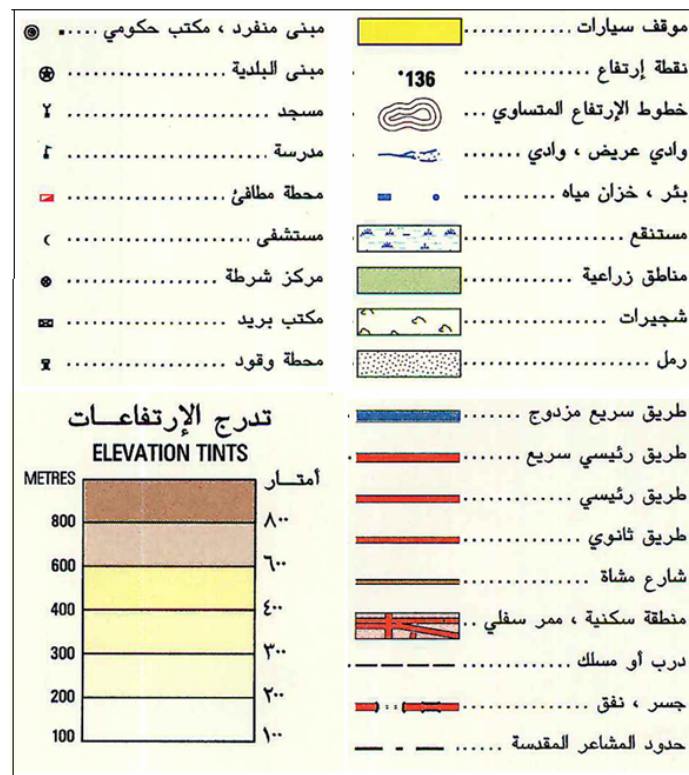 موقف سيارات
نقطة إرتفاع
136
خطوط الإرتفاع المتساوي
وادي عريض ، وادي
بئر ، خزان مياه
مستنقع
مناطق زراعية
شجيرات
رمل
مبنى منفرد ، مكتب حكومي
مبنى البلدية
مسجد
مدرسة
محطة مطافئ
مستشفى
مركز شرطة
مكتب بريد
محطة وقود
طريق سريع مزدوج
طريق رئيسي سريع
طريق رئيسي
طريق ثانوي
شارع مشاة
منطقة سكنية ، ممر سفلي
درب أو مسلك
جسر ، نفق
حدود المشاعر المقدسة
تدرج الإرتفاعـات
ELEVATION TINTS
METRES أمتـــار
800 ٨٠٠
600 ٦٠٠
400 ٤٠٠
300 ٣٠٠
200 ٢٠٠
100 ١٠٠